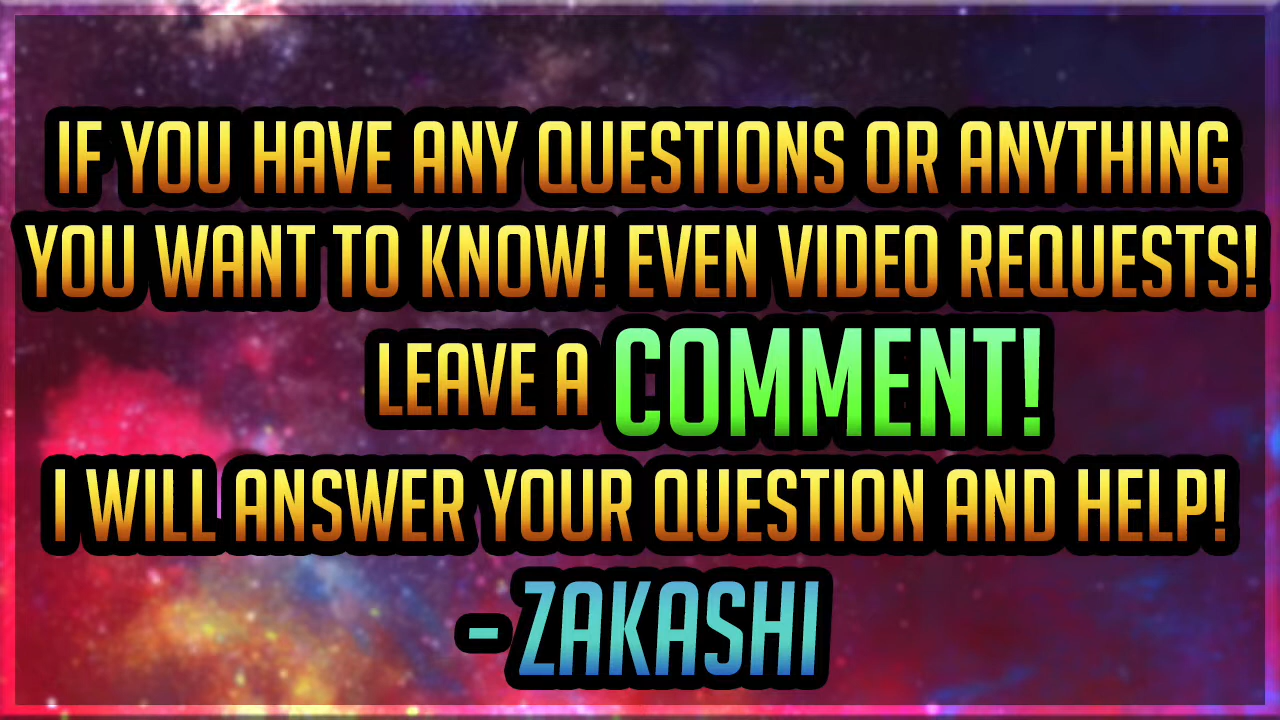 IF YOU HAVE ANY QUESTIONS OR ANYTHING
YOU WANT TO KNOW! EVEN VIDEO REQUESTS!
LEAVE A COMMENT!
I WILL ANSWER YOUR QUESTION AND HELP!
- ZAKASHI